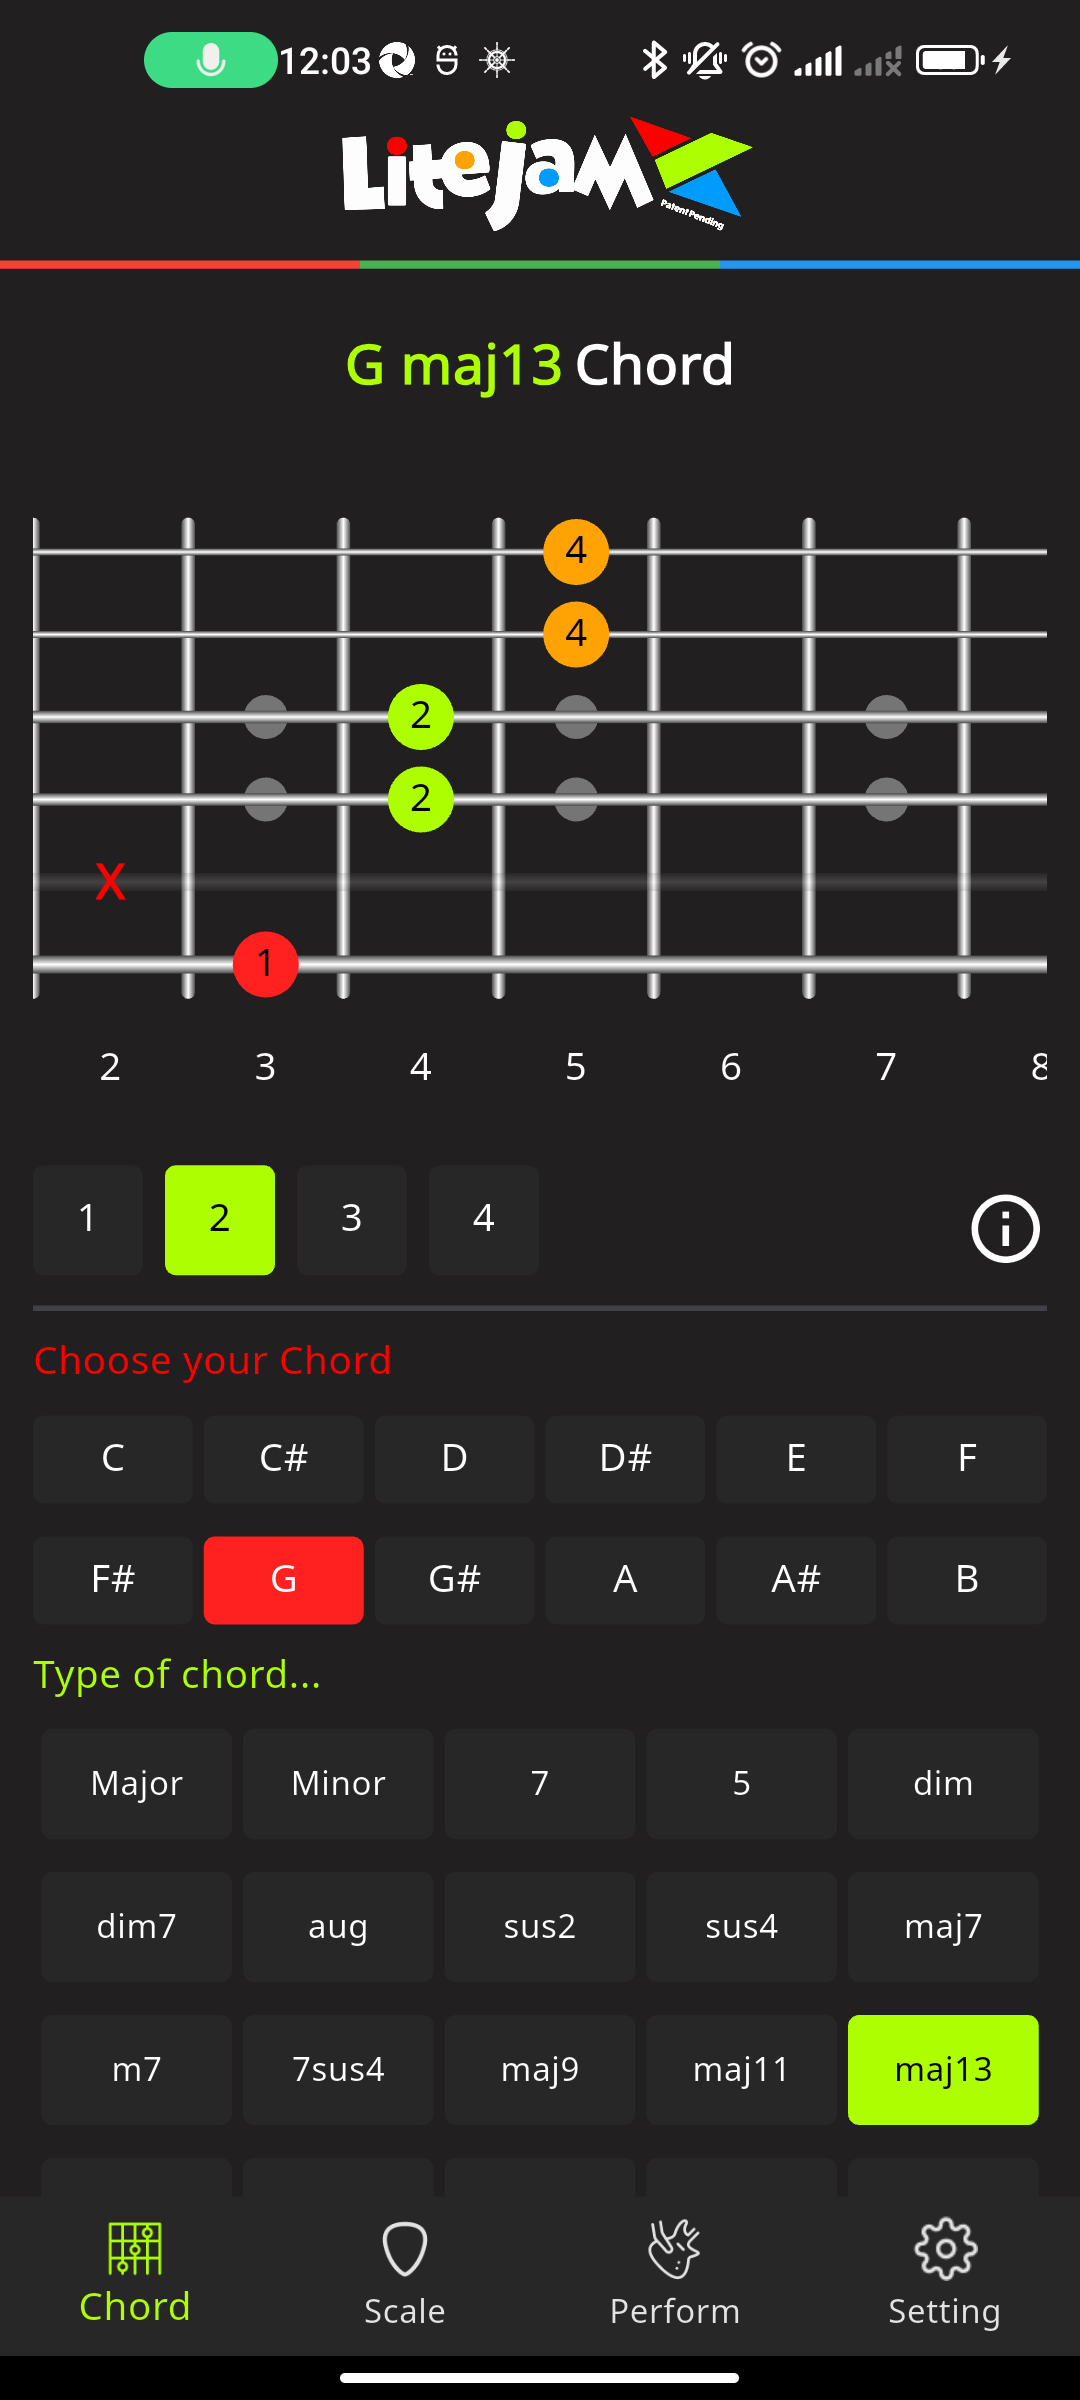 12:03
Litejam
Patent Pending
G maj13 Chord
4
4
2
2
X
1
2 3 4 5 6 7 8
1 2 3 4
Choose your Chord
C C# D D# E F
F# G G# A A# B
Type of chord...
Major Minor 7 5 dim
dim7 aug sus2 sus4 maj7
m7 7sus4 maj9 maj11 maj13
Chord Scale Perform Setting